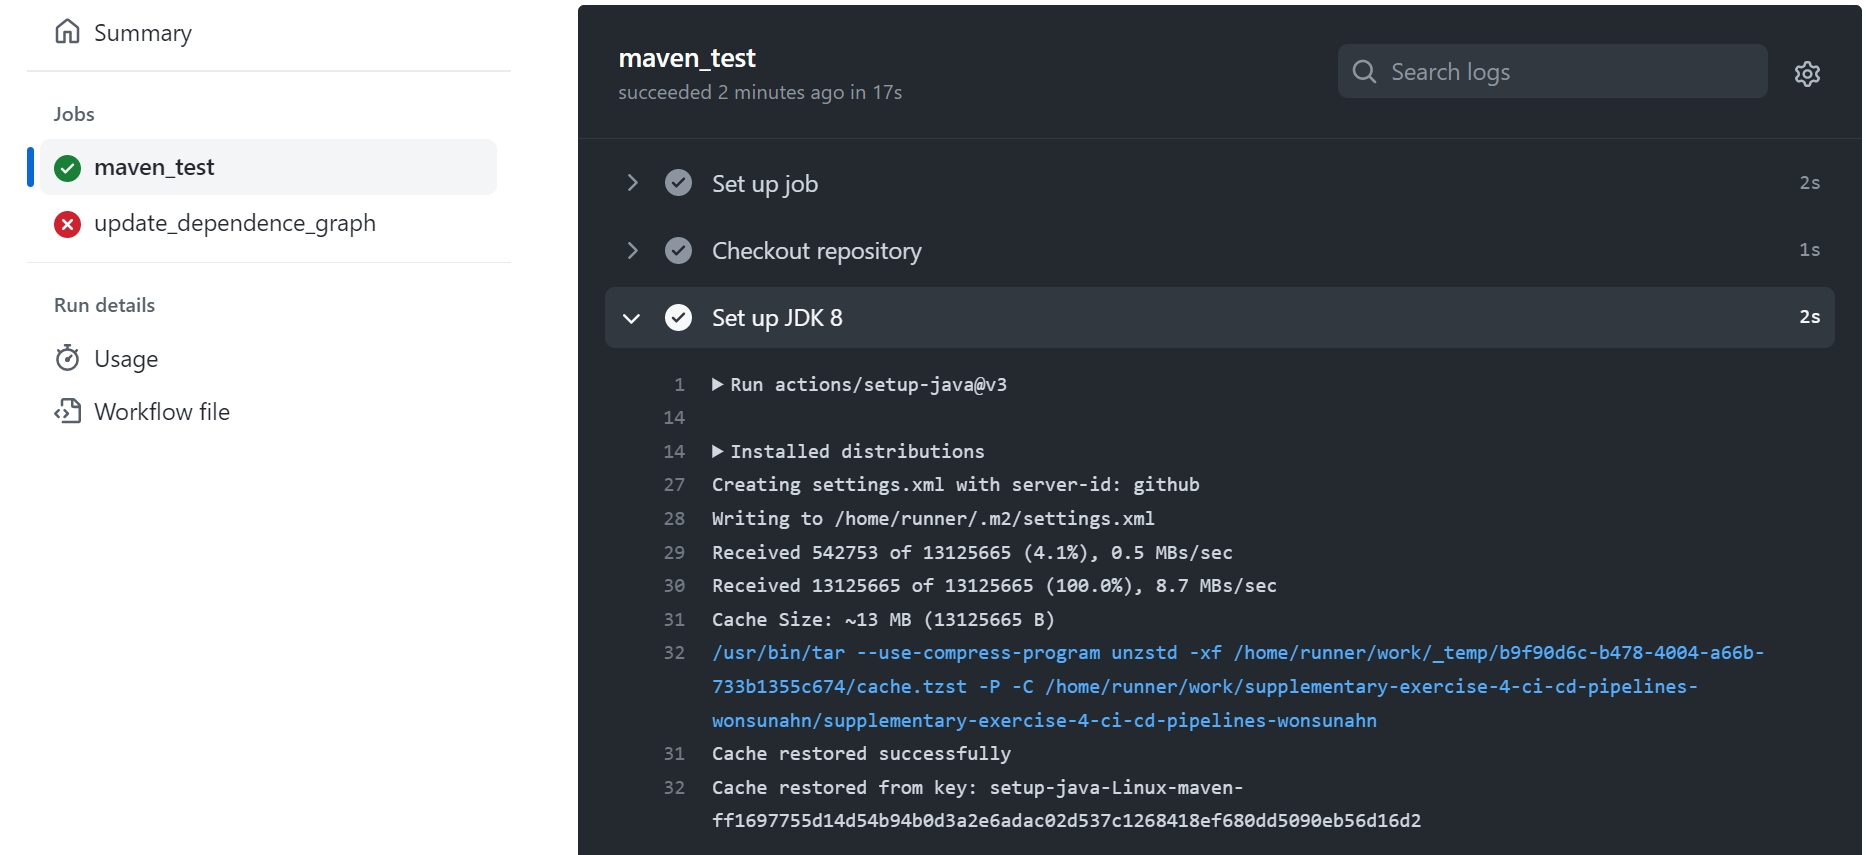 Summary
Jobs
maven_test
update_dependence_graph
Run details
Usage
Workflow file
maven_test
succeeded 2 minutes ago in 17s
Search logs
Set up job 2s
Checkout repository 1s
Set up JDK 8 2s
1 Run actions/setup-java@v3
14
14 Installed distributions
27 Creating settings.xml with server-id: github
28 Writing to /home/runner/.m2/settings.xml
29 Received 542753 of 13125665 (4.1%), 0.5 MBs/sec
30 Received 13125665 of 13125665 (100.0%), 8.7 MBs/sec
31 Cache Size: ~13 MB (13125665 B)
32 /usr/bin/tar --use-compress-program unzstd -xf /home/runner/work/_temp/b9f90d6c-b478-4004-a66b-
733b1355c674/cache.tzst -P -C /home/runner/work/supplementary-exercise-4-ci-cd-pipelines-
wonsunahn/supplementary-exercise-4-ci-cd-pipelines-wonsunahn
31 Cache restored successfully
32 Cache restored from key: setup-java-Linux-maven-
ff1697755d14d54b94b0d3a2e6adac02d537c1268418ef680dd5090eb56d16d2